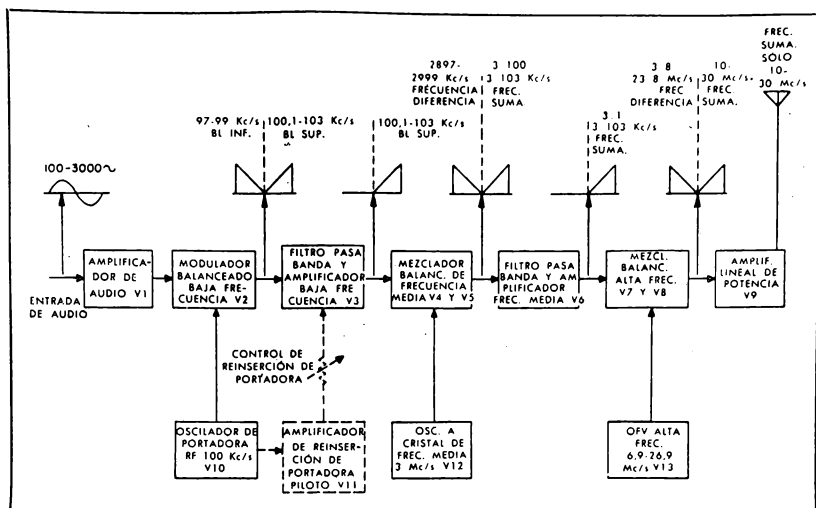 100-3000~
97-99 Kc/s
BL INF.
100,1-103 Kc/s
BL SUP.
100,1-103 Kc/s
BL SUP.
2897-
2999 Kc/s
FRÉCUENCIA
DIFERENCIA
3 100
3 103 Kc/s
FREC.
SUMA.
3.1
3 103 Kc/s
FREC.
SUMA.
3 8
23 8 Mc/s
FREC
DIFERENCIA
10-
30 Mc/s.
FREC.
SUMA.
FREC.
SUMA.
SÓLO
10-
30 Mc/s
ENTRADA
DE AUDIO
AMPLIFICA-
DOR DE
AUDIO V1
MODULADOR
BALANCEADO
BAJA FRE-
CUENCIA V2
FILTRO PASA
BANDA Y
AMPLIFICADOR
BAJA FRE
CUENCIA V3
MEZCLADOR
BALANC. DE
FRECUENCIA
MEDIA V4 Y V5
FILTRO PASA
BANDA Y AM
PLIFICADOR
FREC. MEDIA V6
MEZCL.
BALANC.
ALTA FREC.
V7 Y V8
AMPLIF.
LINEAL DE
POTENCIA
V9
CONTROL DE
REINSERCIÓN DE
PORTADORA
OSCILADOR DE
PORTADORA
RF 100 Kc/s
V10
AMPLIFICADOR
DE REINSER-
CIÓN DE
PORTADORA
PILOTO V11
OSC. A
CRISTAL DE
FREC. MEDIA
3 Mc/s V12
OFV ALTA
FREC.
6,9-26,9
Mc/s V13